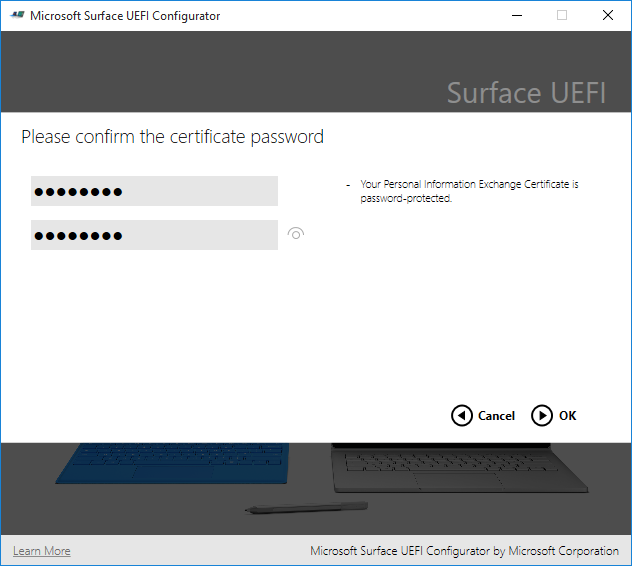 Microsoft Surface UEFI Configurator
Surface UEFI
Please confirm the certificate password
●●●●●●●●
- Your Personal Information Exchange Certificate is
password-protected.
●●●●●●●●
Cancel OK
Learn More Microsoft Surface UEFI Configurator by Microsoft Corporation